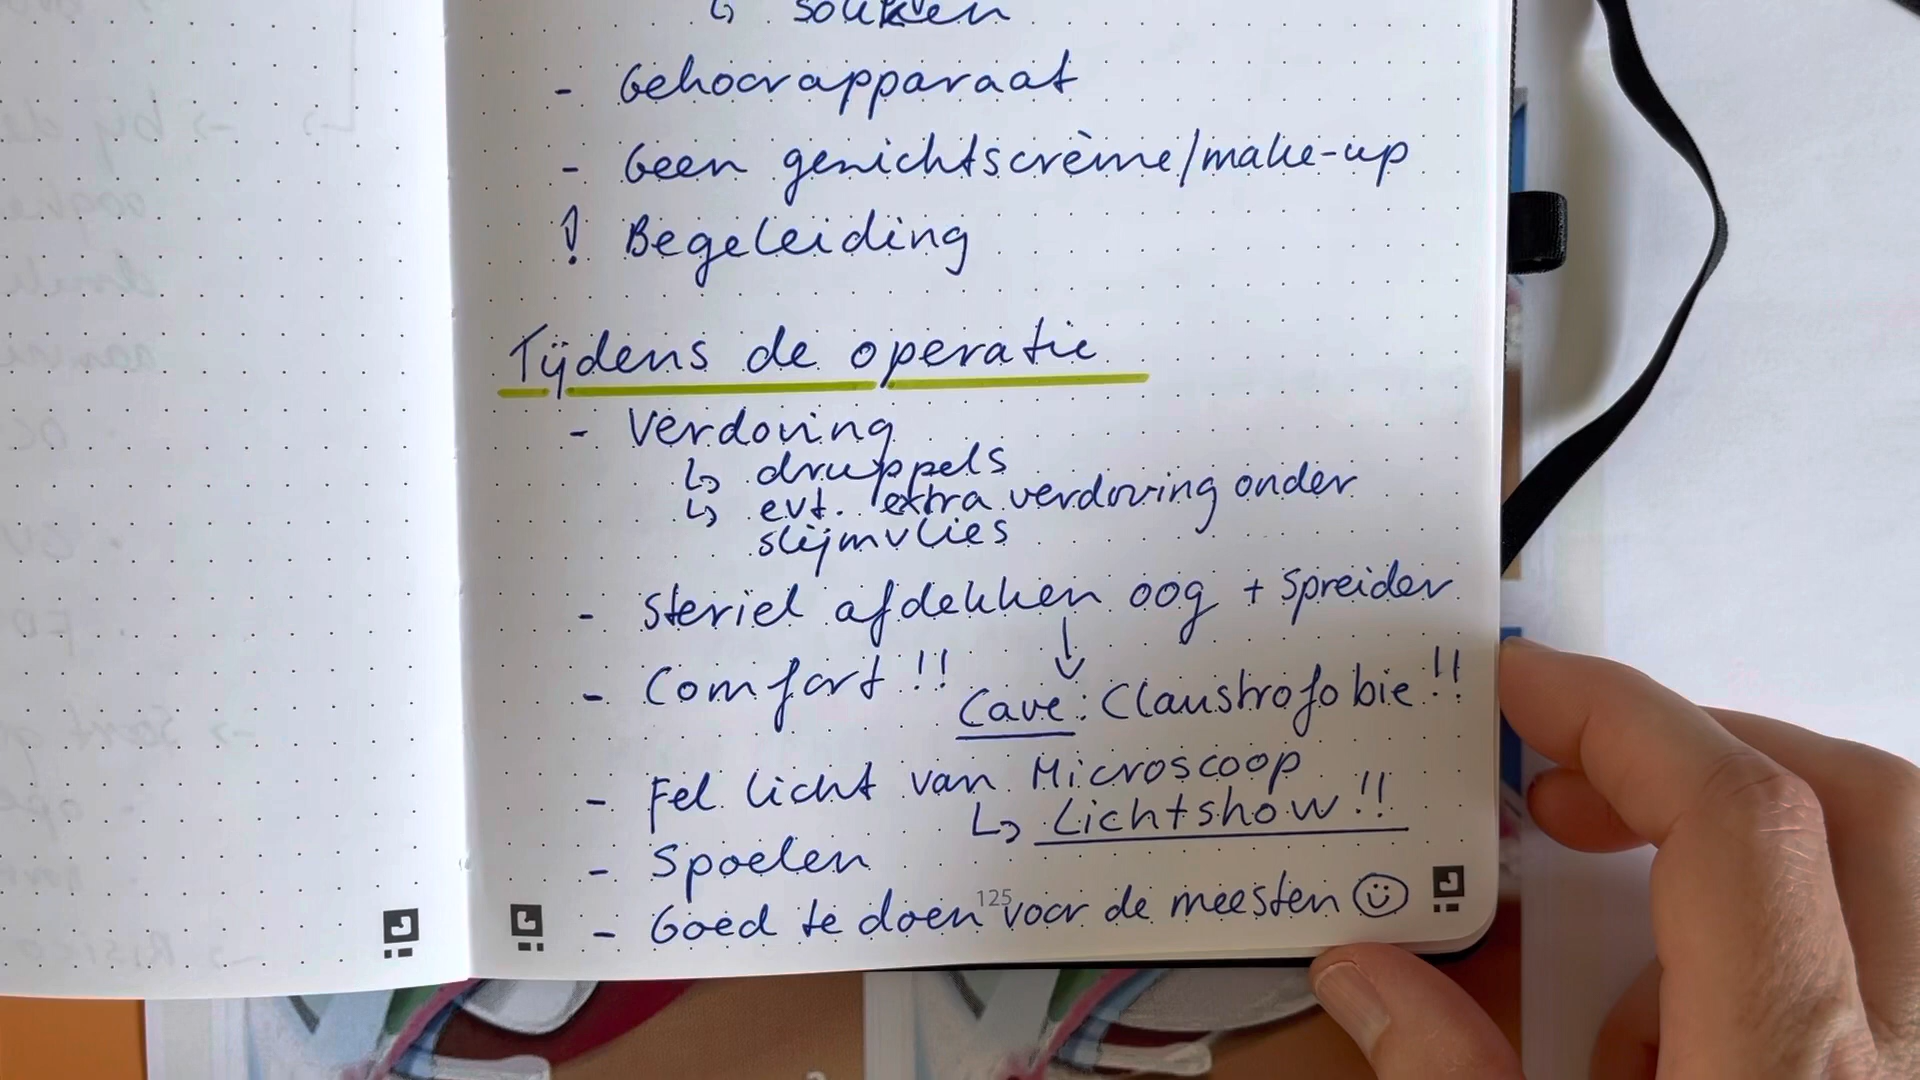 ↳ sokken
- Gehoorapparaat
- Geen gezichtscrème/make-up
! Begeleiding
Tijdens de operatie
- Verdoving
↳ druppels
↳ evt. extra verdoving onder
slijmvlies
- Steriel afdekken oog + Spreider
↓
- Comfort !!
Cave: Claustrofobie !!
- Fel licht van Microscoop
↳ Lichtshow !!
- Spoelen
- Goed te doen voor de meesten ☺
125